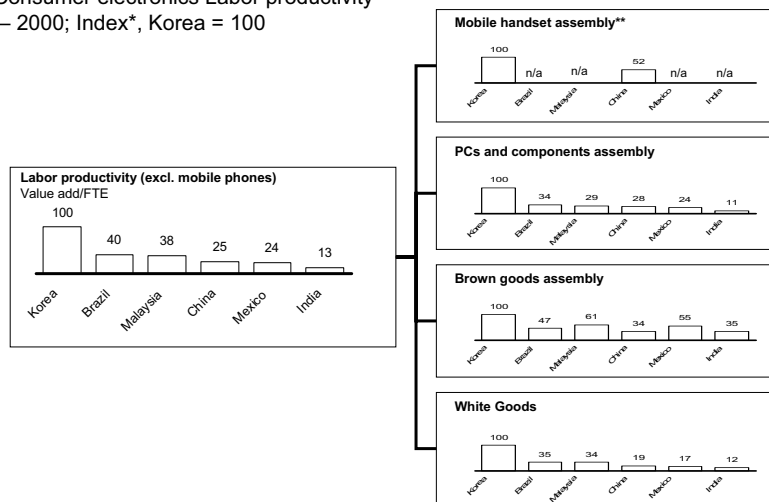 Consumer electronics Labor productivity
– 2000; Index*, Korea = 100
Labor productivity (excl. mobile phones)
Value add/FTE
100
40
38
25
24
13
Korea
Brazil
Malaysia
China
Mexico
India
Mobile handset assembly**
100
n/a
n/a
52
n/a
n/a
Korea
Brazil
Malaysia
China
Mexico
India
PCs and components assembly
100
34
29
28
24
11
Korea
Brazil
Malaysia
China
Mexico
India
Brown goods assembly
100
47
61
34
55
35
Korea
Brazil
Malaysia
China
Mexico
India
White Goods
100
35
34
19
17
12
Korea
Brazil
Malaysia
China
Mexico
India